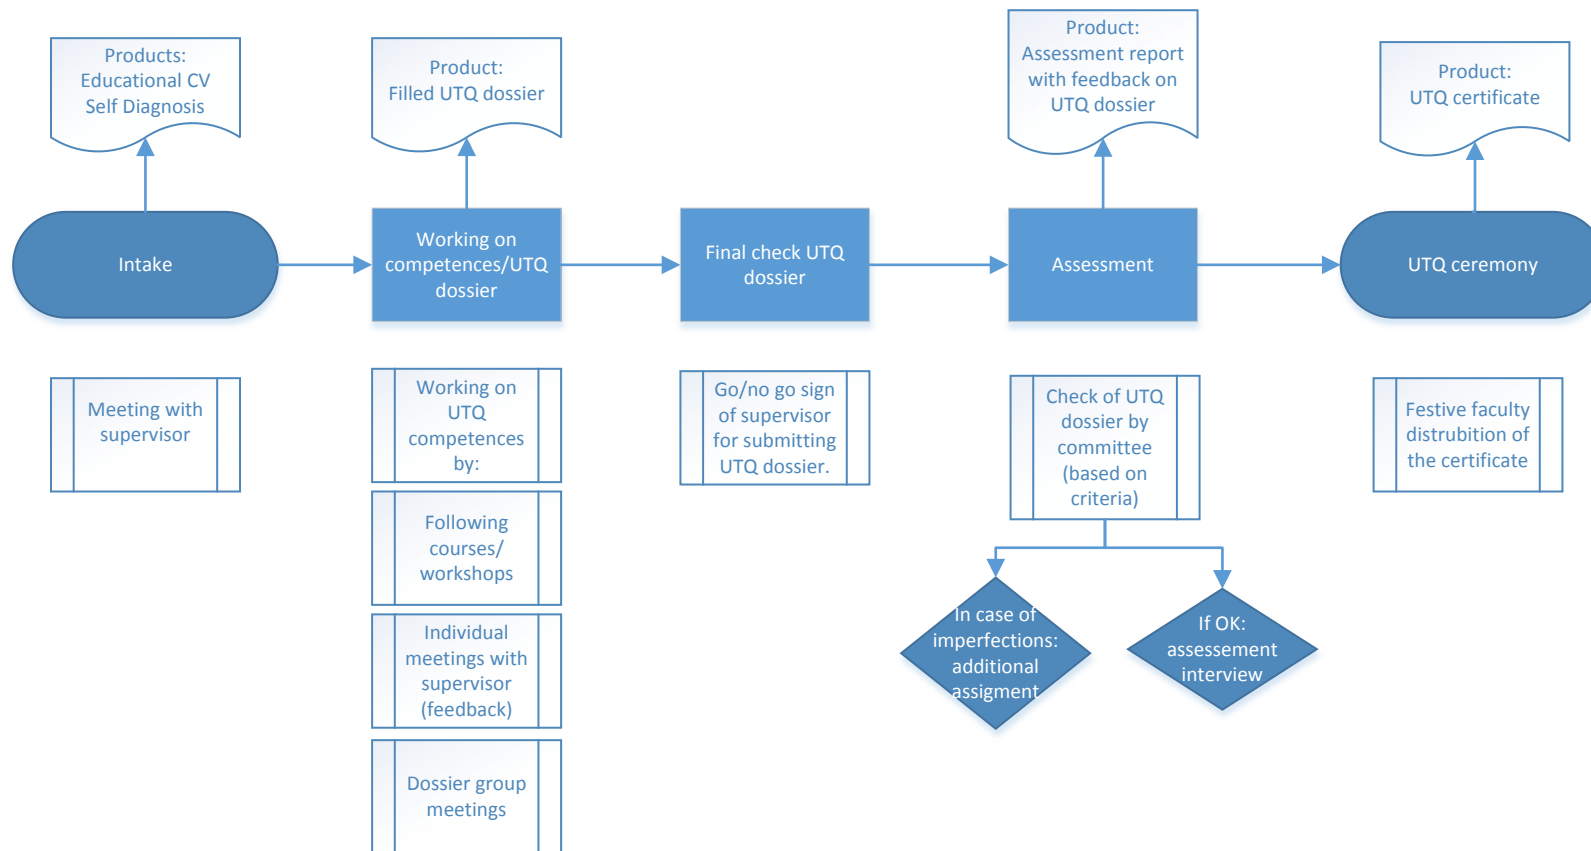 Products:
Educational CV
Self Diagnosis
Product:
Filled UTQ dossier
Product:
Assessment report
with feedback on
UTQ dossier
Product:
UTQ certificate
Intake
Working on
competences/UTQ
dossier
Final check UTQ
dossier
Assessment
UTQ ceremony
Meeting with
supervisor
Working on
UTQ
competences
by:
Following
courses/
workshops
Individual
meetings with
supervisor
(feedback)
Dossier group
meetings
Go/no go sign
of supervisor
for submitting
UTQ dossier.
Check of UTQ
dossier by
committee
(based on
criteria)
In case of
imperfections:
additional
assigment
If OK:
assessement
interview
Festive faculty
distrubition of
the certificate